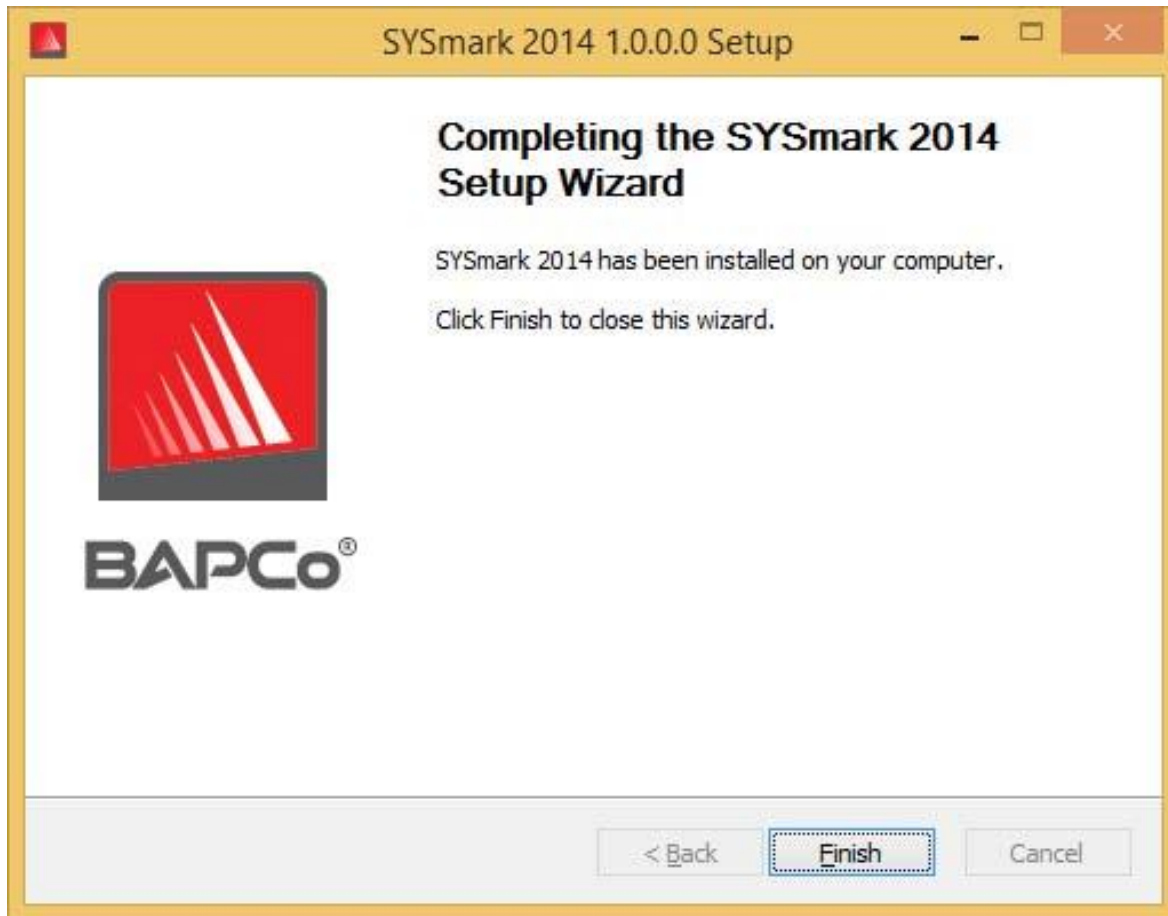 SYSmark 2014 1.0.0.0 Setup
Completing the SYSmark 2014
Setup Wizard
SYSmark 2014 has been installed on your computer.
Click Finish to close this wizard.
BAPCo®
< Back
Finish
Cancel